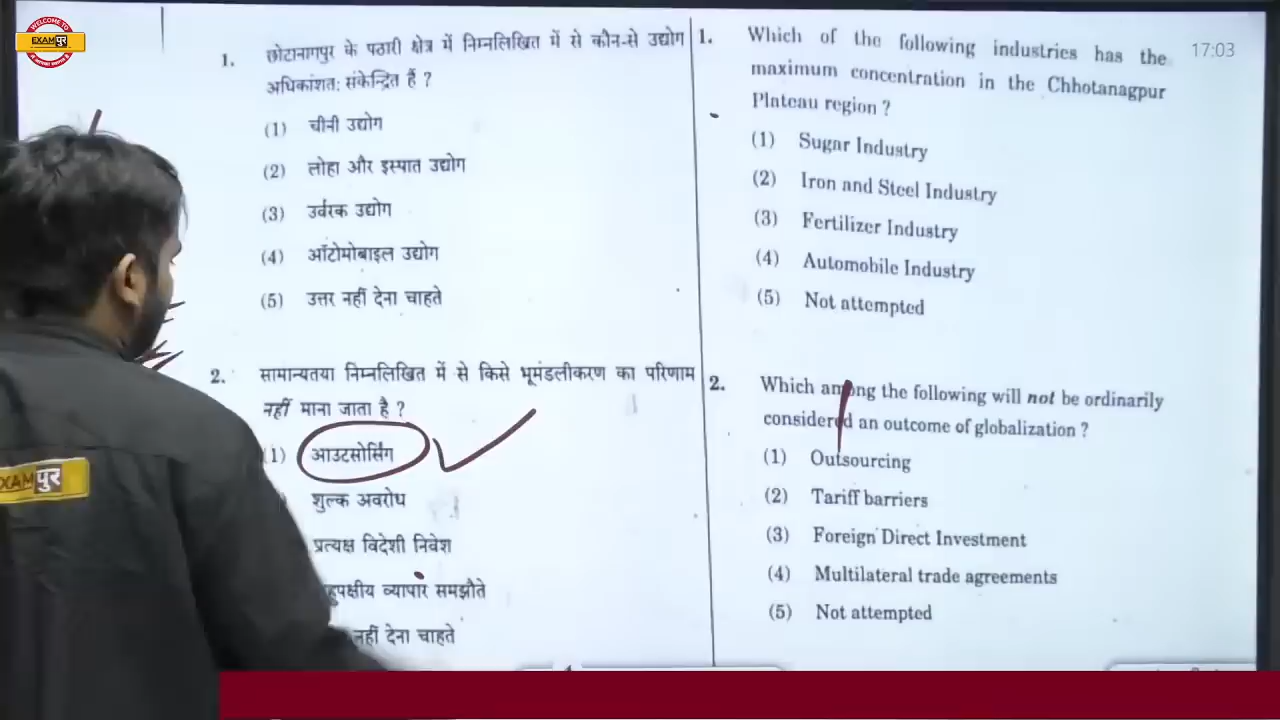 WELCOME TO
EXAMपुर
17:03
1. छोटानागपुर के पठारी क्षेत्र में निम्नलिखित में से कौन-से उद्योग
अधिकांशत: संकेन्द्रित हैं ?
(1) चीनी उद्योग
(2) लोहा और इस्पात उद्योग
(3) उर्वरक उद्योग
(4) ऑटोमोबाइल उद्योग
(5) उत्तर नहीं देना चाहते
2. सामान्यतया निम्नलिखित में से किसे भूमंडलीकरण का परिणाम
नहीं माना जाता है ?
1) आउटसोर्सिंग
शुल्क अवरोध
प्रत्यक्ष विदेशी निवेश
व्यापार समझौते
नहीं देना चाहते
1. Which of the following industries has the
maximum concentration in the Chhotanagpur
Plateau region ?
(1) Sugar Industry
(2) Iron and Steel Industry
(3) Fertilizer Industry
(4) Automobile Industry
(5) Not attempted
2. Which among the following will not be ordinarily
considered an outcome of globalization ?
(1) Outsourcing
(2) Tariff barriers
(3) Foreign Direct Investment
(4) Multilateral trade agreements
(5) Not attempted
EXAMपुर